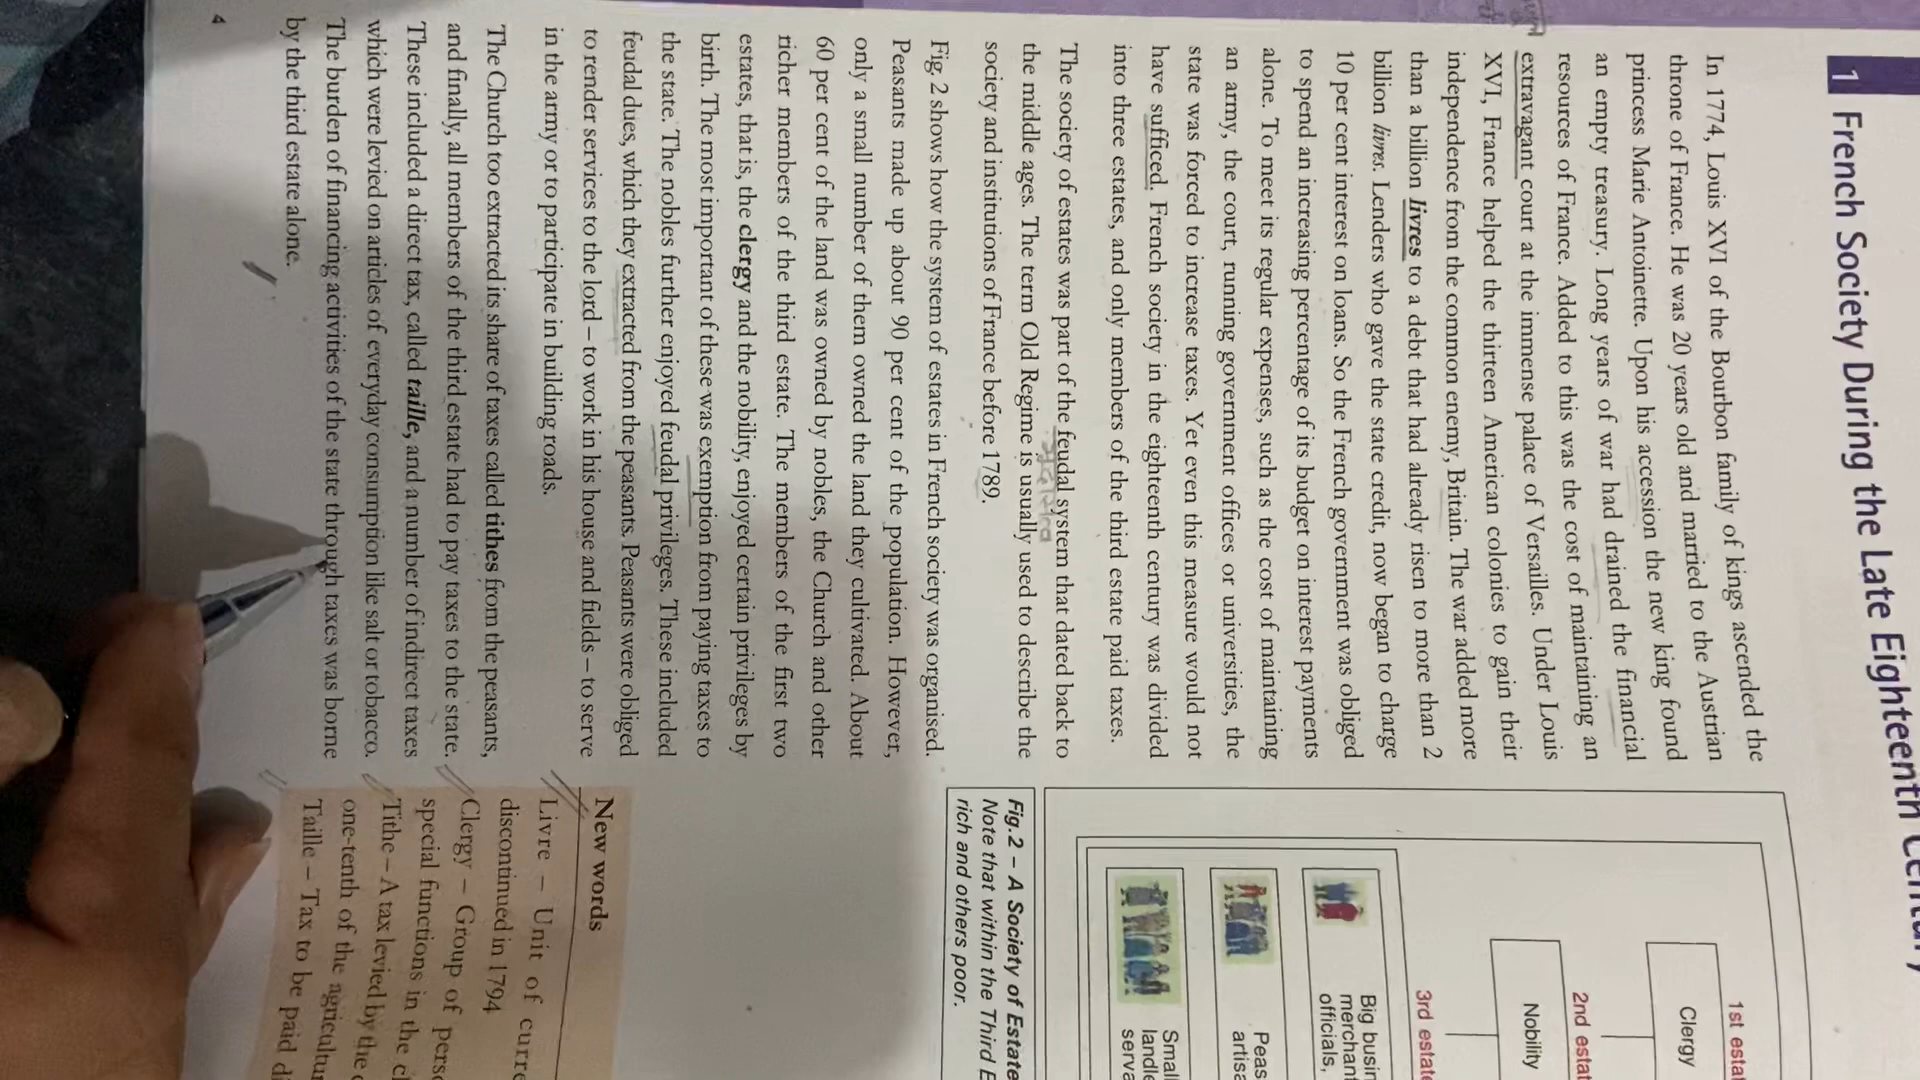 1 French Society During the Late Eighteenth Century
In 1774, Louis XVI of the Bourbon family of kings ascended the
throne of France. He was 20 years old and married to the Austrian
princess Marie Antoinette. Upon his accession the new king found
an empty treasury. Long years of war had drained the financial
resources of France. Added to this was the cost of maintaining an
extravagant court at the immense palace of Versailles. Under Louis
XVI, France helped the thirteen American colonies to gain their
independence from the common enemy, Britain. The war added more
than a billion livres to a debt that had already risen to more than 2
billion livres. Lenders who gave the state credit, now began to charge
10 per cent interest on loans. So the French government was obliged
to spend an increasing percentage of its budget on interest payments
alone. To meet its regular expenses, such as the cost of maintaining
an army, the court, running government offices or universities, the
state was forced to increase taxes. Yet even this measure would not
have sufficed. French society in the eighteenth century was divided
into three estates, and only members of the third estate paid taxes.
The society of estates was part of the feudal system that dated back to
the middle ages. The term Old Regime is usually used to describe the
society and institutions of France before 1789.
Fig. 2 shows how the system of estates in French society was organised.
Peasants made up about 90 per cent of the population. However,
only a small number of them owned the land they cultivated. About
60 per cent of the land was owned by nobles, the Church and other
richer members of the third estate. The members of the first two
estates, that is, the clergy and the nobility, enjoyed certain privileges by
birth. The most important of these was exemption from paying taxes to
the state. The nobles further enjoyed feudal privileges. These included
feudal dues, which they extracted from the peasants. Peasants were obliged
to render services to the lord – to work in his house and fields – to serve
in the army or to participate in building roads.
The Church too extracted its share of taxes called tithes from the peasants,
and finally, all members of the third estate had to pay taxes to the state.
These included a direct tax, called taille, and a number of indirect taxes
which were levied on articles of everyday consumption like salt or tobacco.
The burden of financing activities of the state through taxes was borne
by the third estate alone.
4
1st esta
Clergy
2nd estat
Nobility
3rd estate
Big busin
merchant
officials,
Peas
artisa
Small
landle
serva
Fig.2 – A Society of Estate
Note that within the Third E
rich and others poor.
New words
Livre – Unit of curre
discontinued in 1794
Clergy – Group of perso
special functions in the c
Tithe – A tax levied by the c
one-tenth of the agricultur
Taille – Tax to be paid di